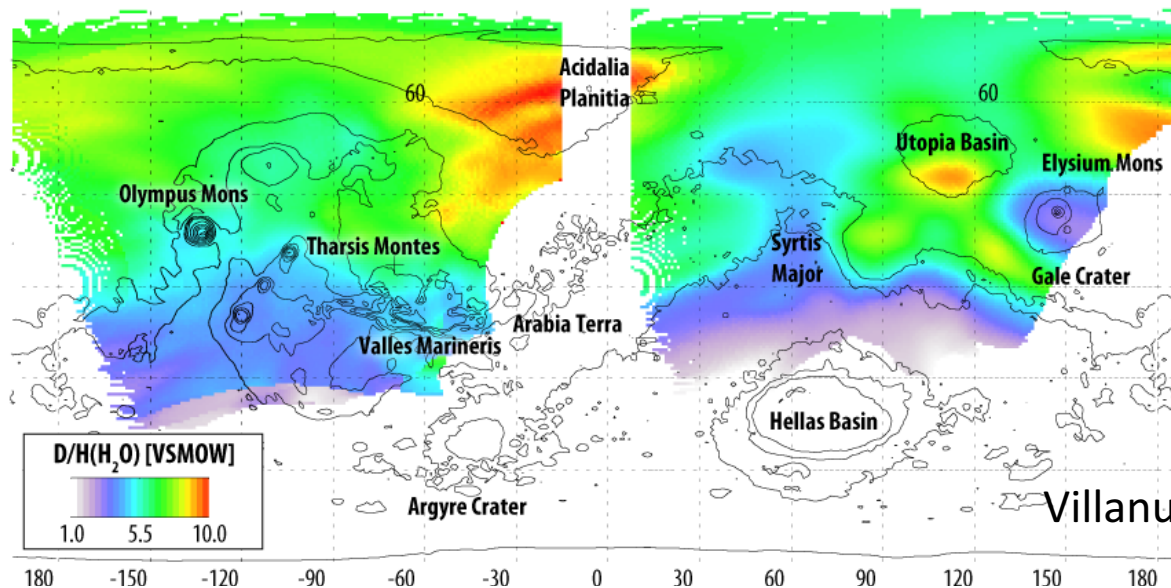 Acidalia
Planitia
60
60
Utopia Basin
Elysium Mons
Olympus Mons
Tharsis Montes
Syrtis
Major
Gale Crater
Arabia Terra
Valles Marineris
Hellas Basin
D/H(H₂O) [VSMOW]
1.0 5.5 10.0
Argyre Crater
Villanu
180 -150 -120 -90 -60 -30 0 30 60 90 120 150 180